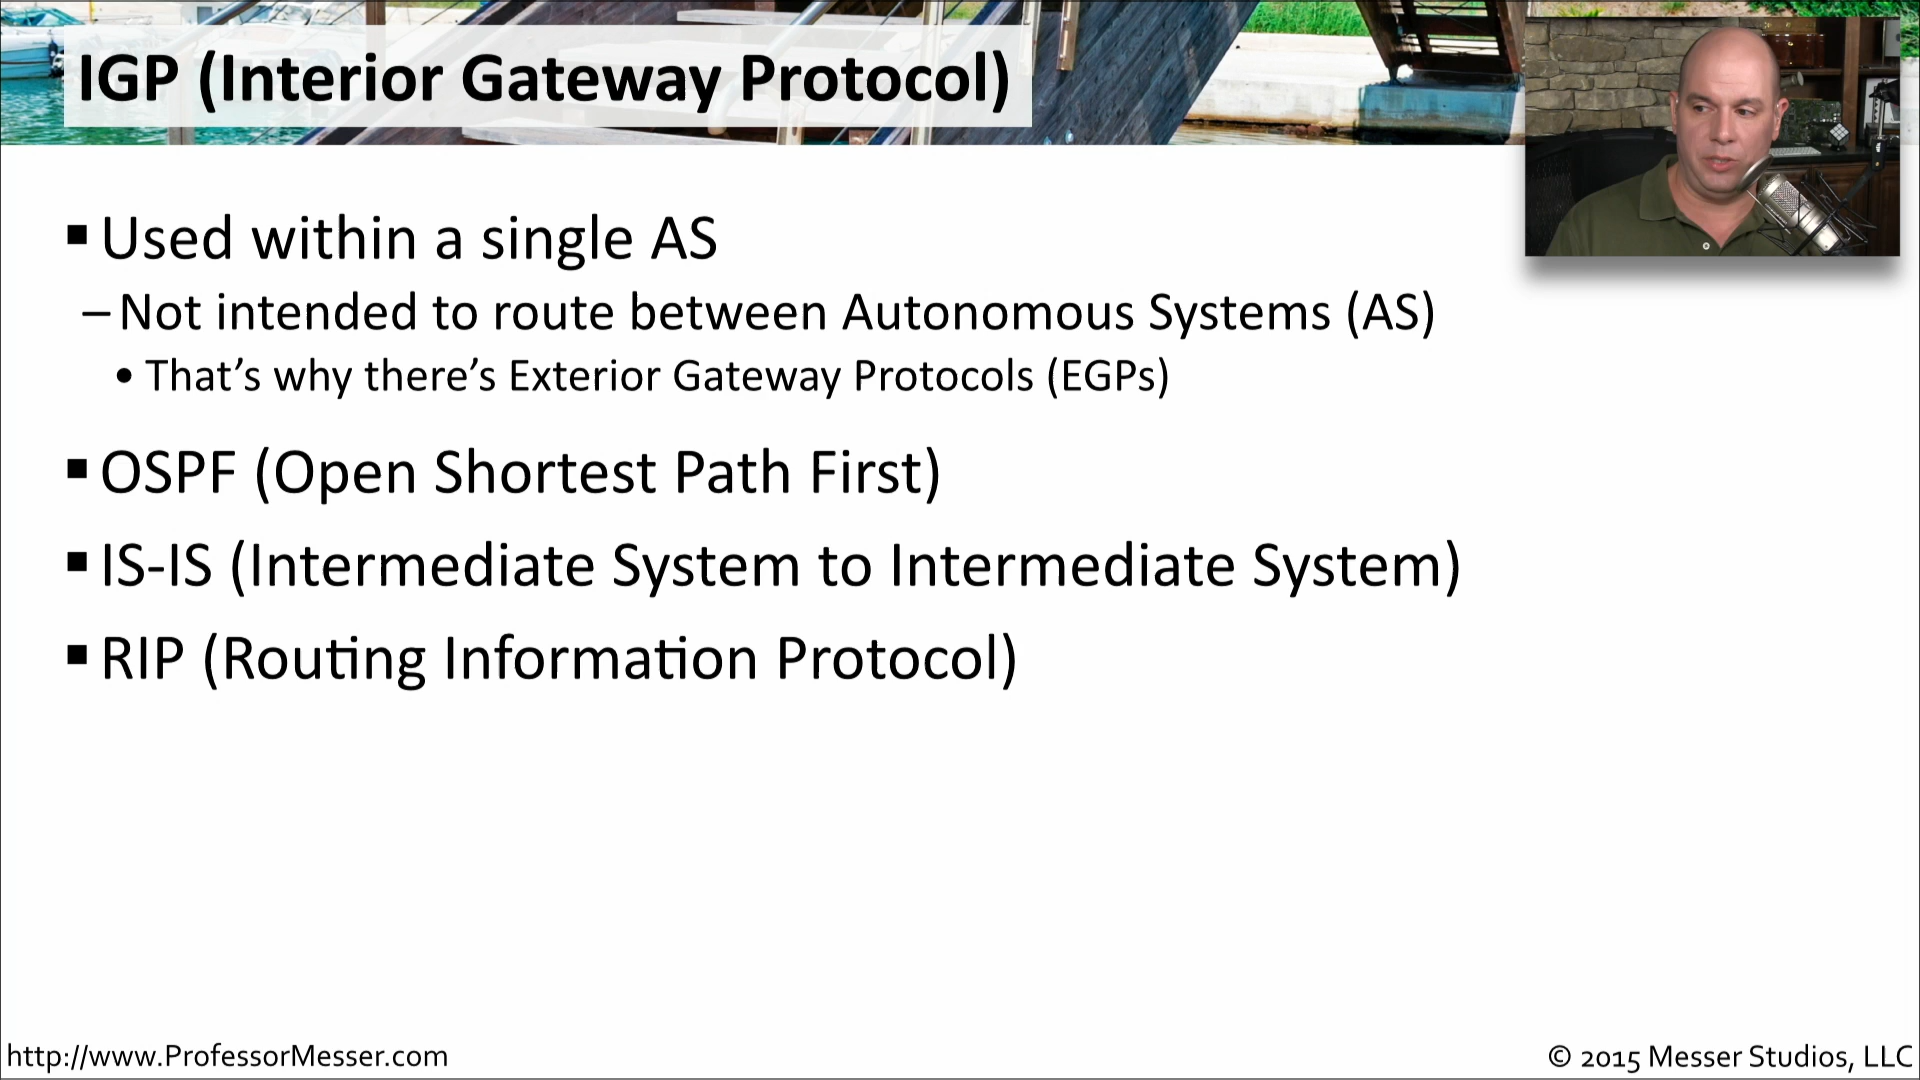 IGP (Interior Gateway Protocol)
▪ Used within a single AS
– Not intended to route between Autonomous Systems (AS)
• That’s why there’s Exterior Gateway Protocols (EGPs)
▪ OSPF (Open Shortest Path First)
▪ IS-IS (Intermediate System to Intermediate System)
▪ RIP (Routing Information Protocol)
http://www.ProfessorMesser.com
© 2015 Messer Studios, LLC